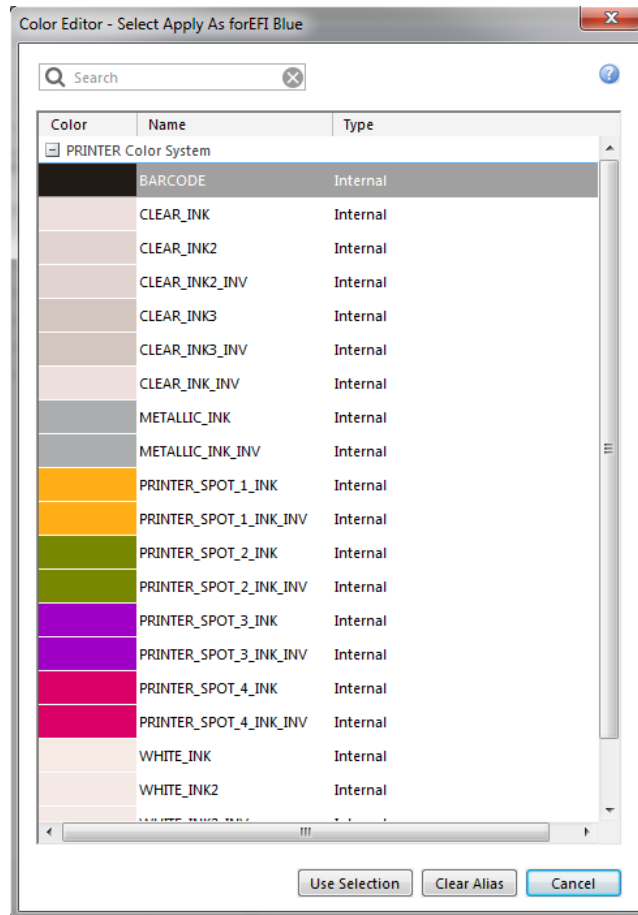 Color Editor - Select Apply As forEFI Blue
Search
Color Name Type
PRINTER Color System
BARCODE Internal
CLEAR_INK Internal
CLEAR_INK2 Internal
CLEAR_INK2_INV Internal
CLEAR_INK3 Internal
CLEAR_INK3_INV Internal
CLEAR_INK_INV Internal
METALLIC_INK Internal
METALLIC_INK_INV Internal
PRINTER_SPOT_1_INK Internal
PRINTER_SPOT_1_INK_INV Internal
PRINTER_SPOT_2_INK Internal
PRINTER_SPOT_2_INK_INV Internal
PRINTER_SPOT_3_INK Internal
PRINTER_SPOT_3_INK_INV Internal
PRINTER_SPOT_4_INK Internal
PRINTER_SPOT_4_INK_INV Internal
WHITE_INK Internal
WHITE_INK2 Internal
Use Selection Clear Alias Cancel